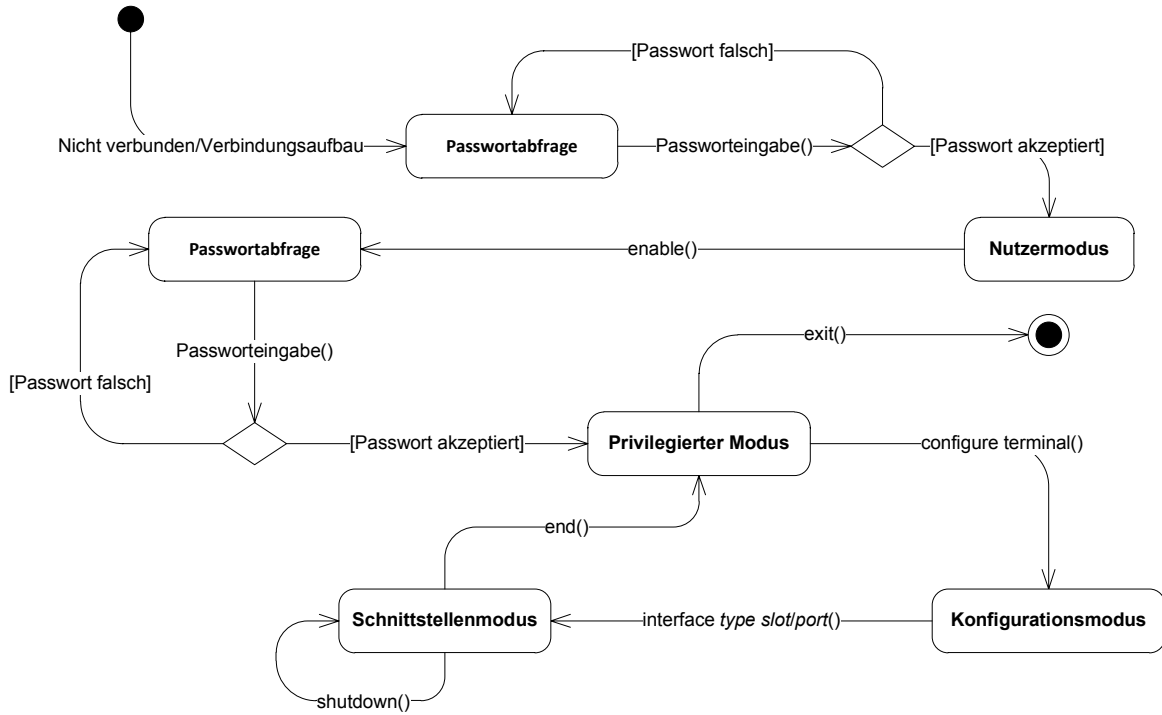 [Passwort falsch]
Nicht verbunden/Verbindungsaufbau
Passwortabfrage
Passworteingabe()
[Passwort akzeptiert]
Passwortabfrage
enable()
Nutzermodus
exit()
Passworteingabe()
[Passwort falsch]
[Passwort akzeptiert]
Privilegierter Modus
configure terminal()
end()
Schnittstellenmodus
interface type slot/port()
Konfigurationsmodus
shutdown()